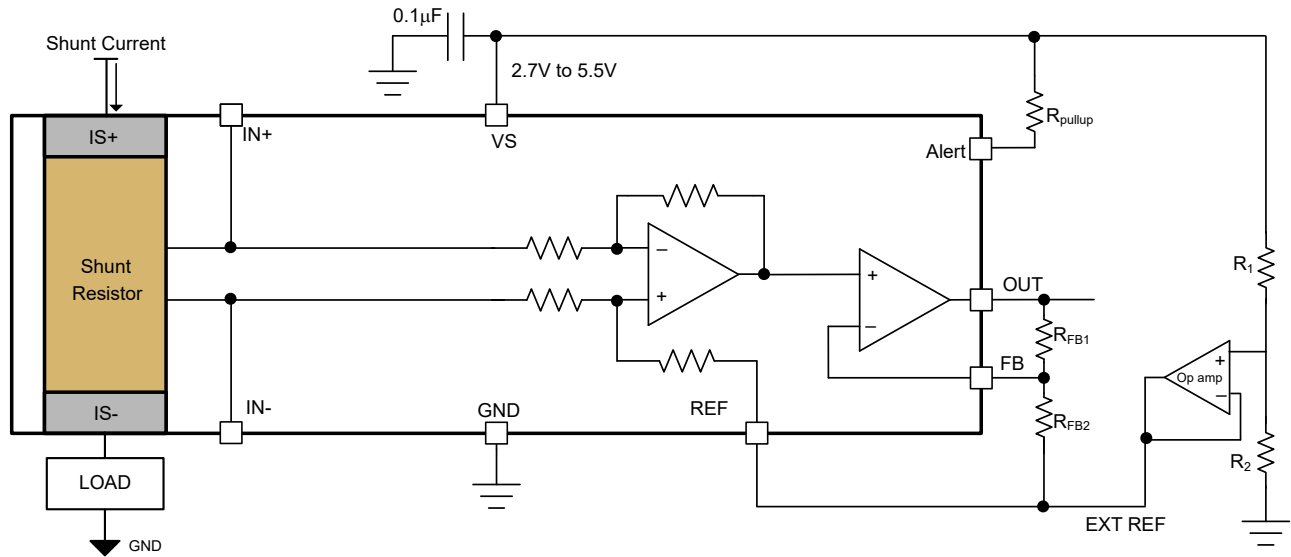 0.1μF
Shunt Current
2.7V to 5.5V
IS+
IN+
VS
Rpullup
Alert
Shunt
Resistor
−
+
+
−
OUT
R1
RFB1
FB
+
Op amp
−
IS-
IN-
GND
REF
RFB2
R2
LOAD
EXT REF
GND